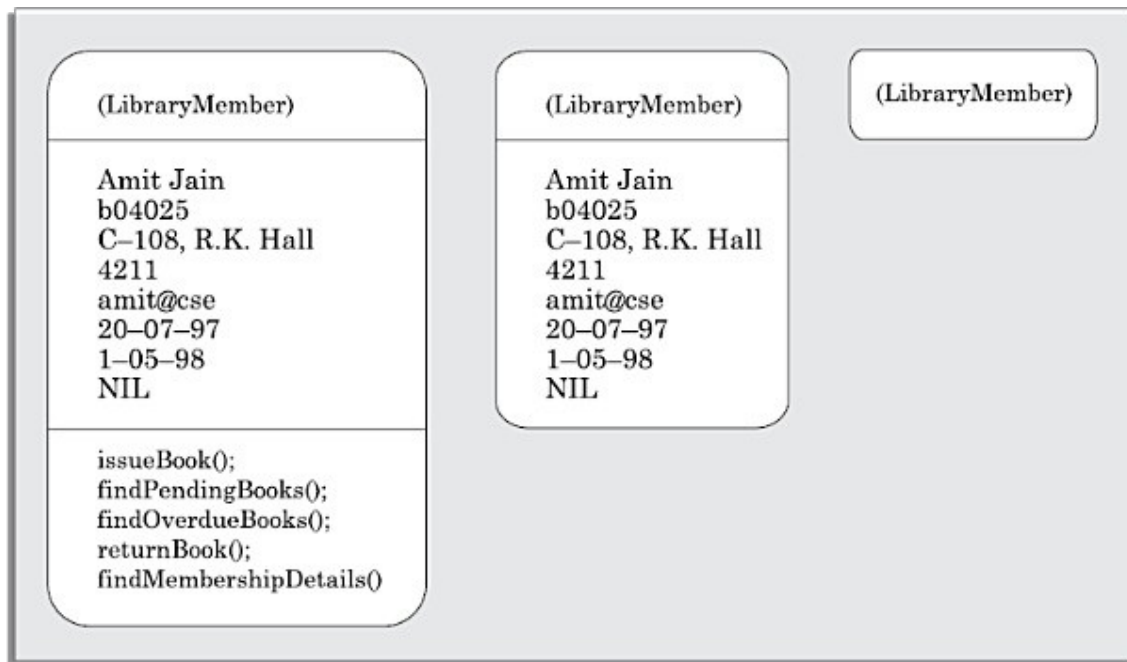 (LibraryMember)
Amit Jain
b04025
C–108, R.K. Hall
4211
amit@cse
20–07–97
1–05–98
NIL
issueBook();
findPendingBooks();
findOverdueBooks();
returnBook();
findMembershipDetails()
(LibraryMember)
Amit Jain
b04025
C–108, R.K. Hall
4211
amit@cse
20–07–97
1–05–98
NIL
(LibraryMember)